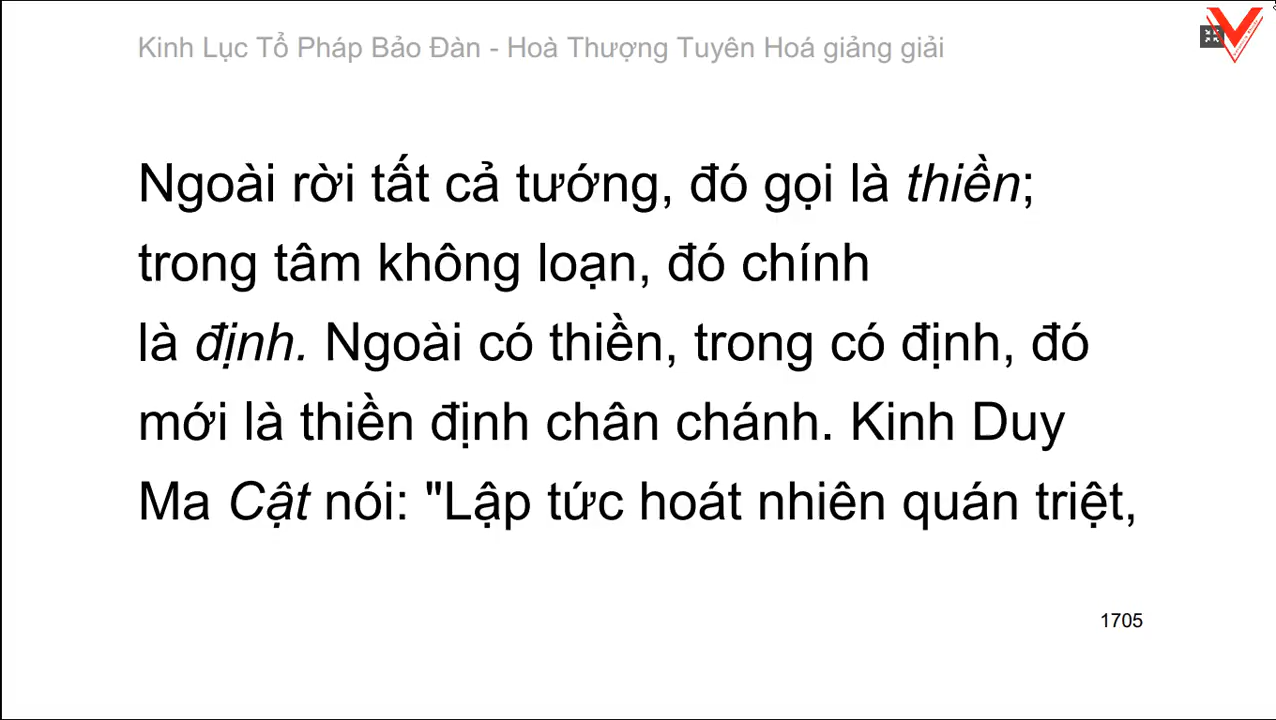 Kinh Lục Tổ Pháp Bảo Đàn - Hoà Thượng Tuyên Hoá giảng giải
Ngoài rời tất cả tướng, đó gọi là thiền;
trong tâm không loạn, đó chính
là định. Ngoài có thiền, trong có định, đó
mới là thiền định chân chánh. Kinh Duy
Ma Cật nói: "Lập tức hoát nhiên quán triệt,
1705